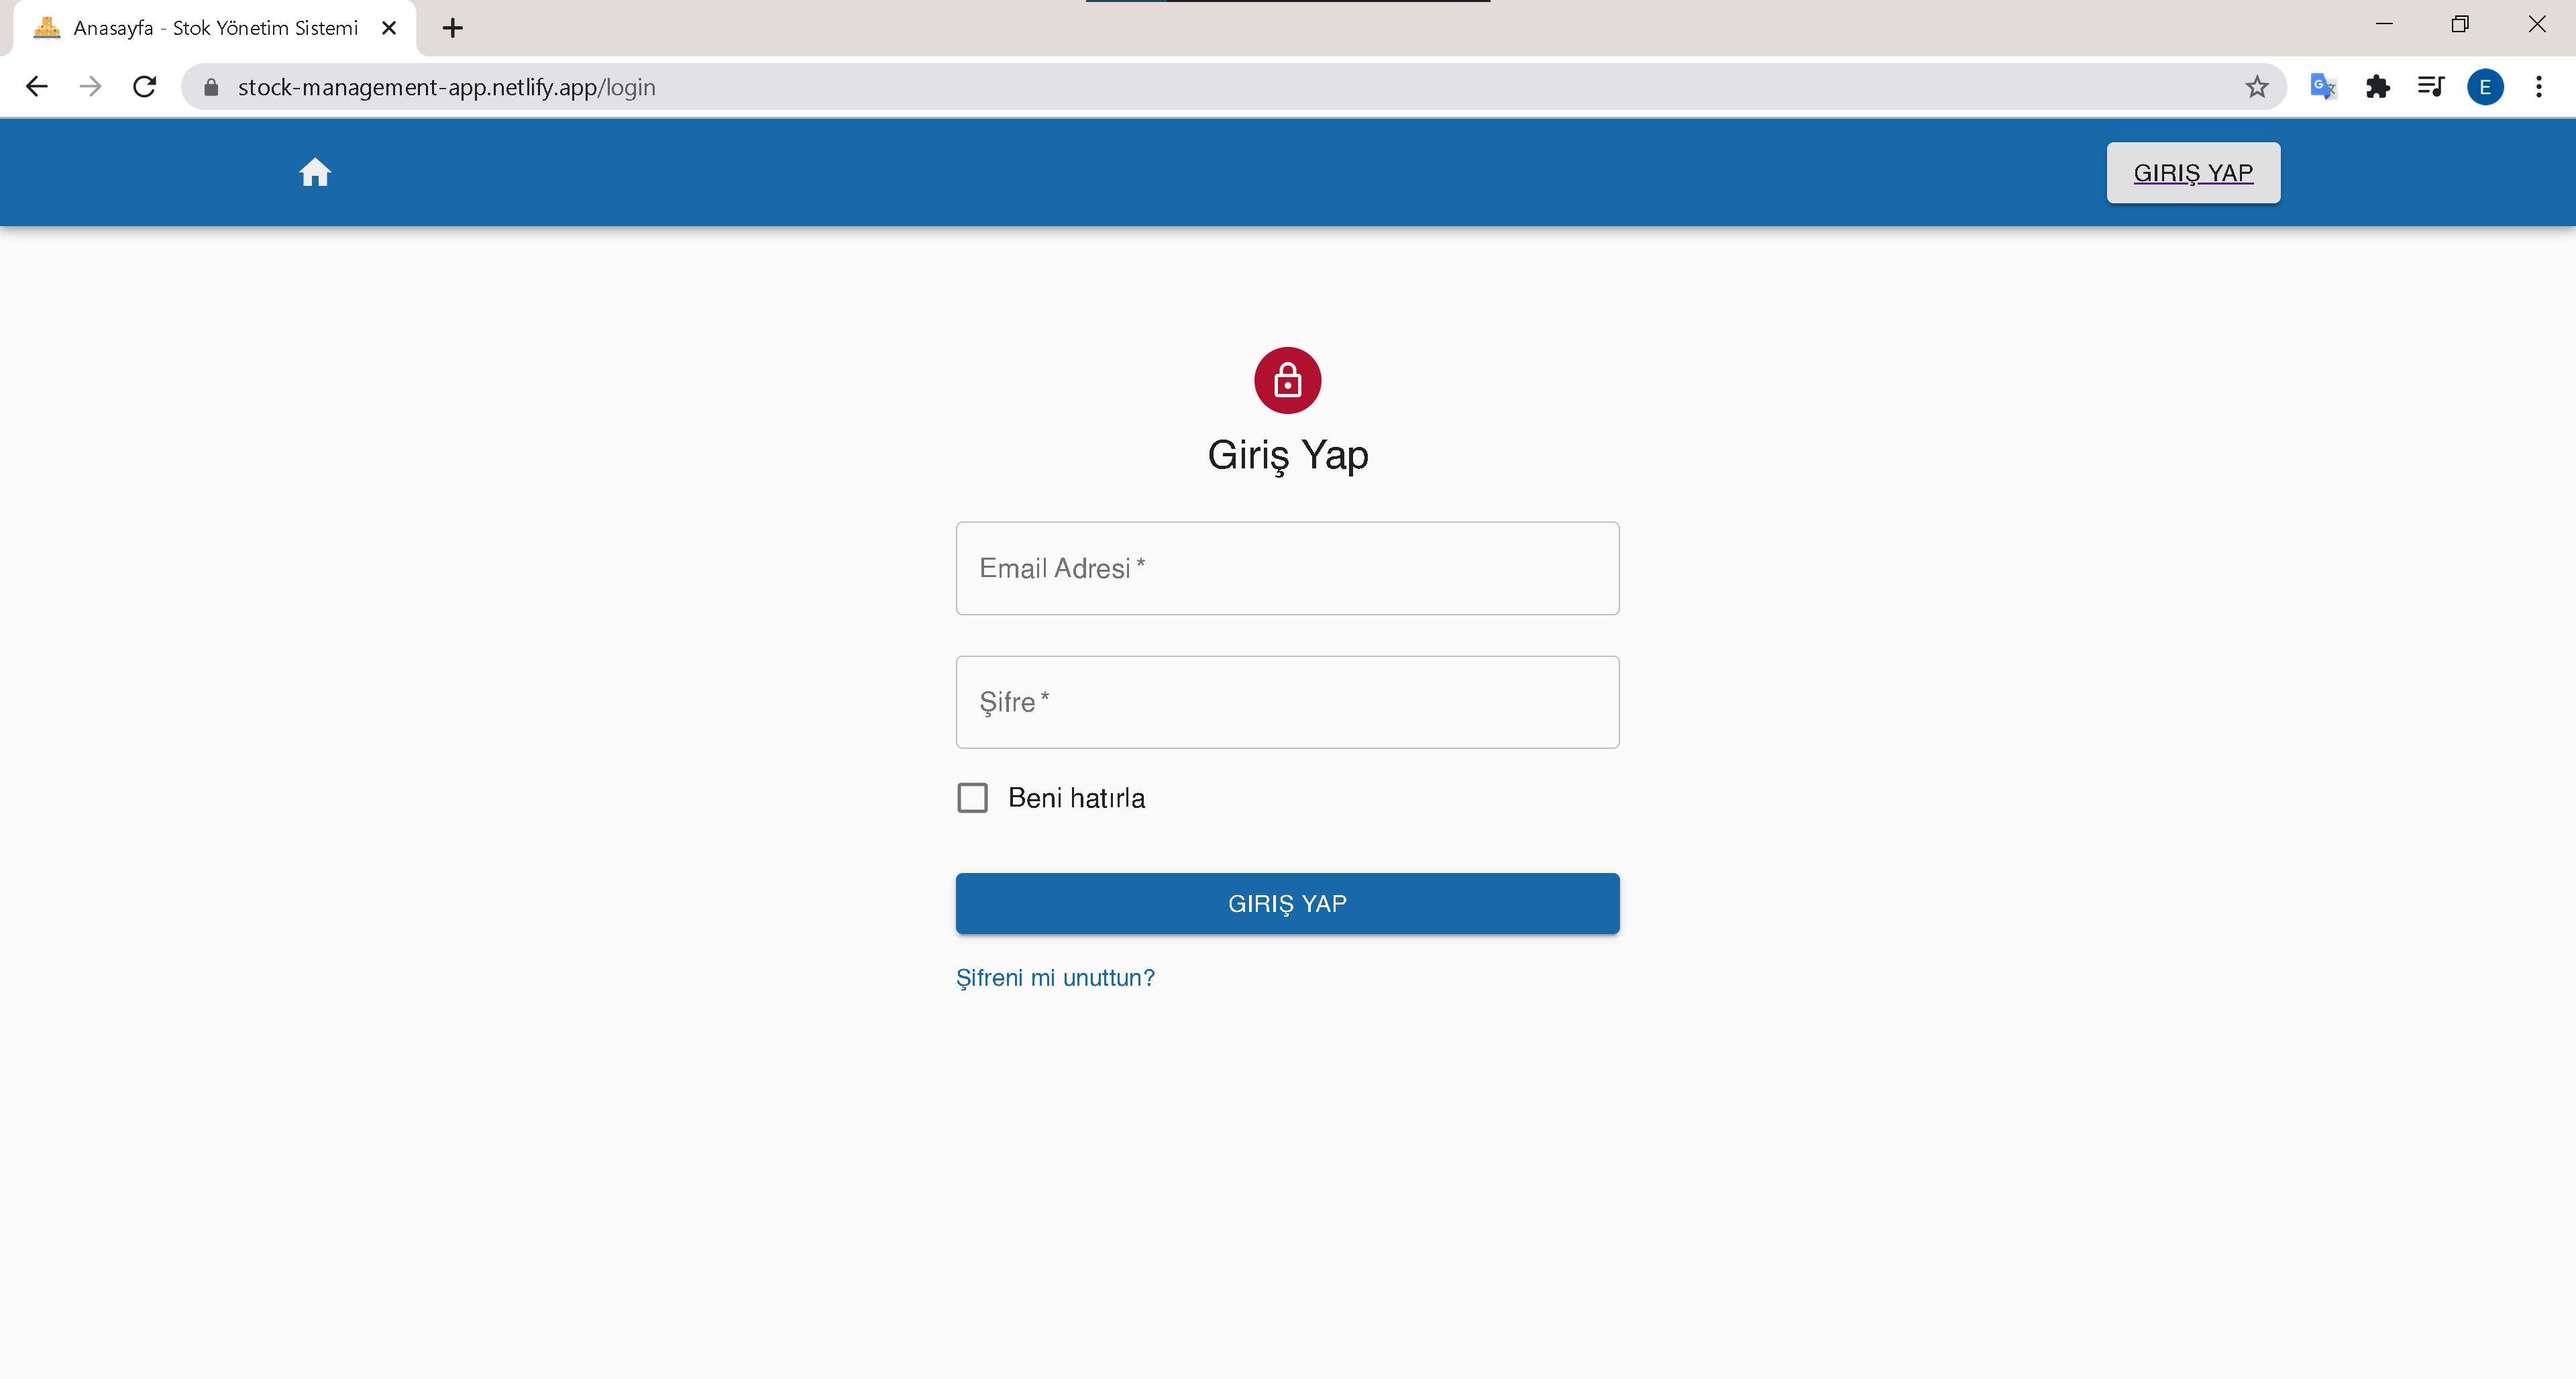 Anasayfa - Stok Yönetim Sistemi
stock-management-app.netlify.app/login
E
GIRIŞ YAP
Giriş Yap
Email Adresi *
Şifre *
Beni hatırla
GIRIŞ YAP
Şifreni mi unuttun?